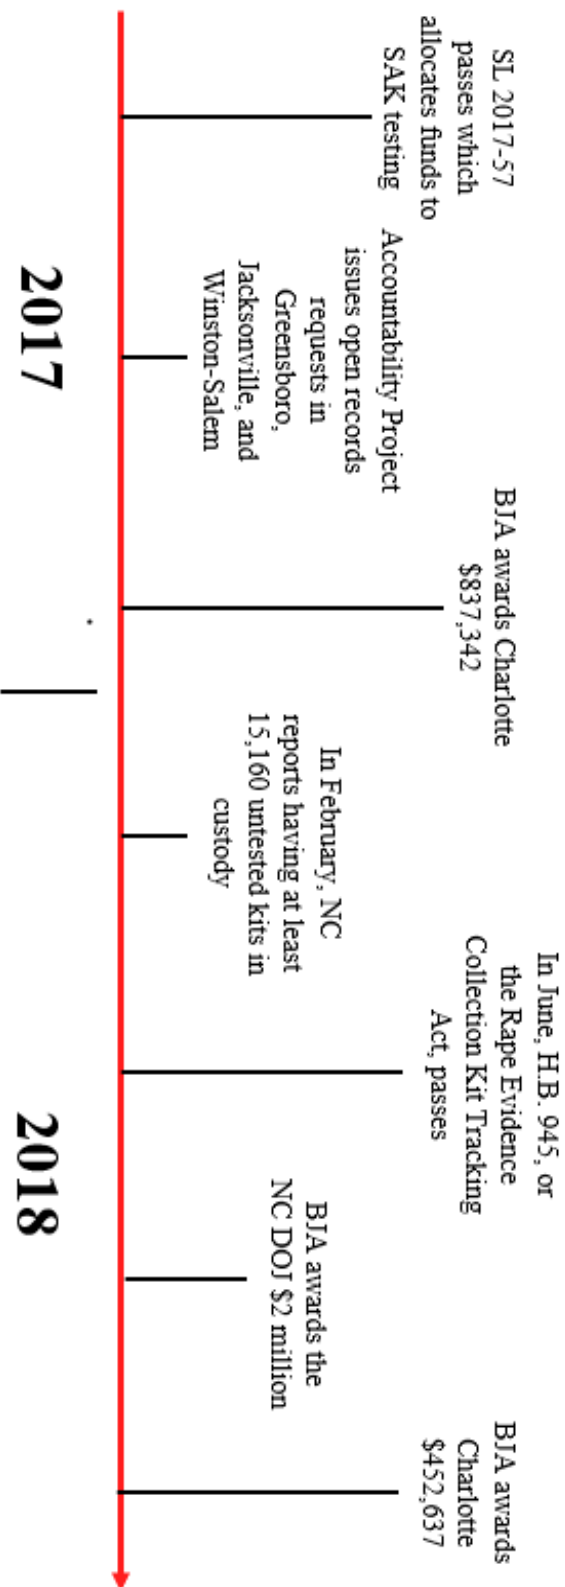 SL 2017-57
passes which
allocates funds to
SAK testing
Accountability Project
issues open records
requests in
Greensboro,
Jacksonville, and
Winston-Salem
BJA awards Charlotte
$837,342
In February, NC
reports having at least
15,160 untested kits in
custody
In June, H.B. 945, or
the Rape Evidence
Collection Kit Tracking
Act, passes
BJA awards the
NC DOJ $2 million
BJA awards
Charlotte
$452,637
2017
2018